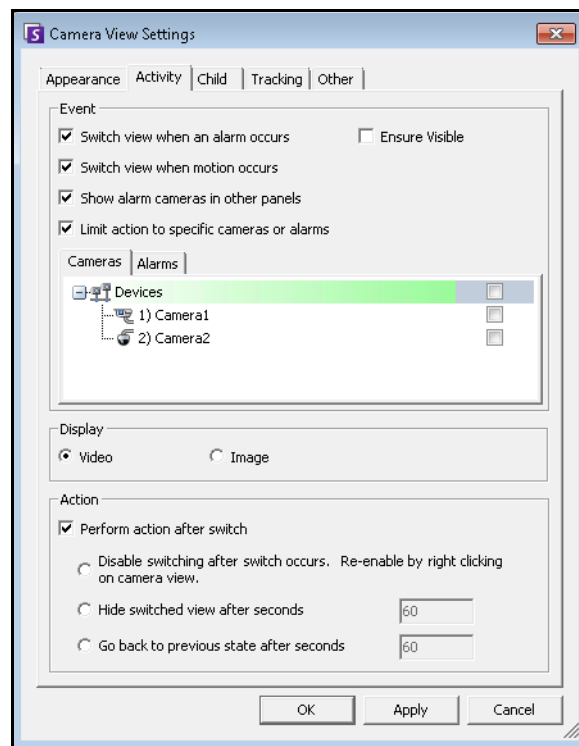 Camera View Settings
Appearance Activity Child Tracking Other
Event
Switch view when an alarm occurs Ensure Visible
Switch view when motion occurs
Show alarm cameras in other panels
Limit action to specific cameras or alarms
Cameras Alarms
Devices
1) Camera1
2) Camera2
Display
Video Image
Action
Perform action after switch
Disable switching after switch occurs. Re-enable by right clicking
on camera view.
Hide switched view after seconds 60
Go back to previous state after seconds 60
OK Apply Cancel